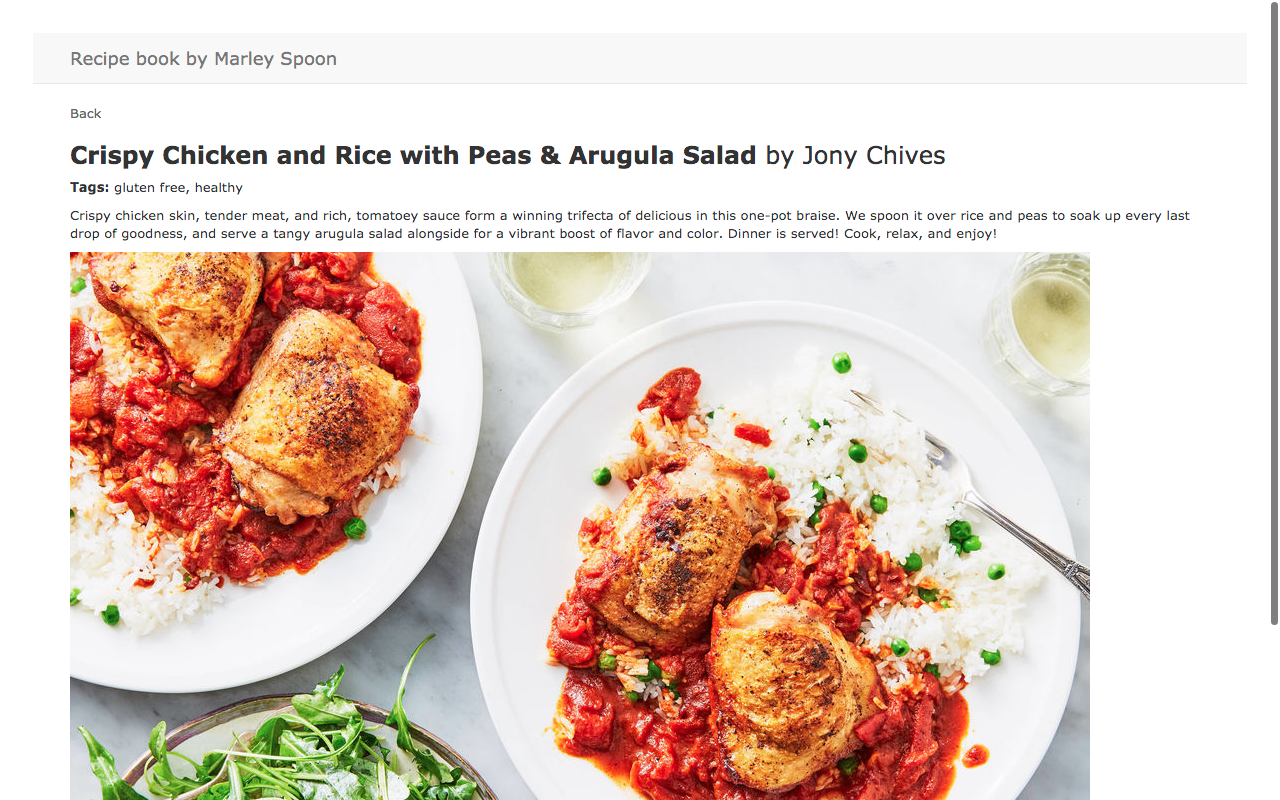 Recipe book by Marley Spoon
Back
Crispy Chicken and Rice with Peas & Arugula Salad by Jony Chives
Tags: gluten free, healthy
Crispy chicken skin, tender meat, and rich, tomatoey sauce form a winning trifecta of delicious in this one-pot braise. We spoon it over rice and peas to soak up every last
drop of goodness, and serve a tangy arugula salad alongside for a vibrant boost of flavor and color. Dinner is served! Cook, relax, and enjoy!